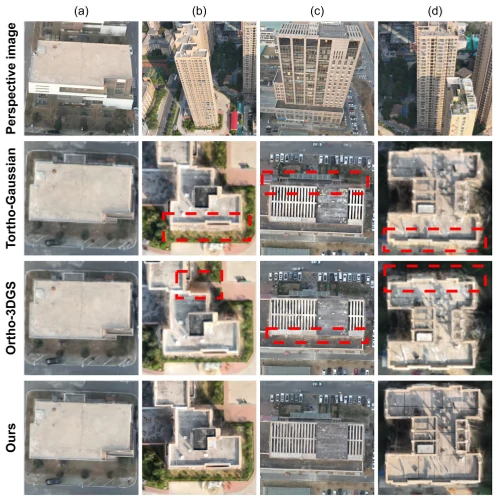 (a) (b) (c) (d)
Perspective image
Tortho-Gaussian
Ortho-3DGS
Ours